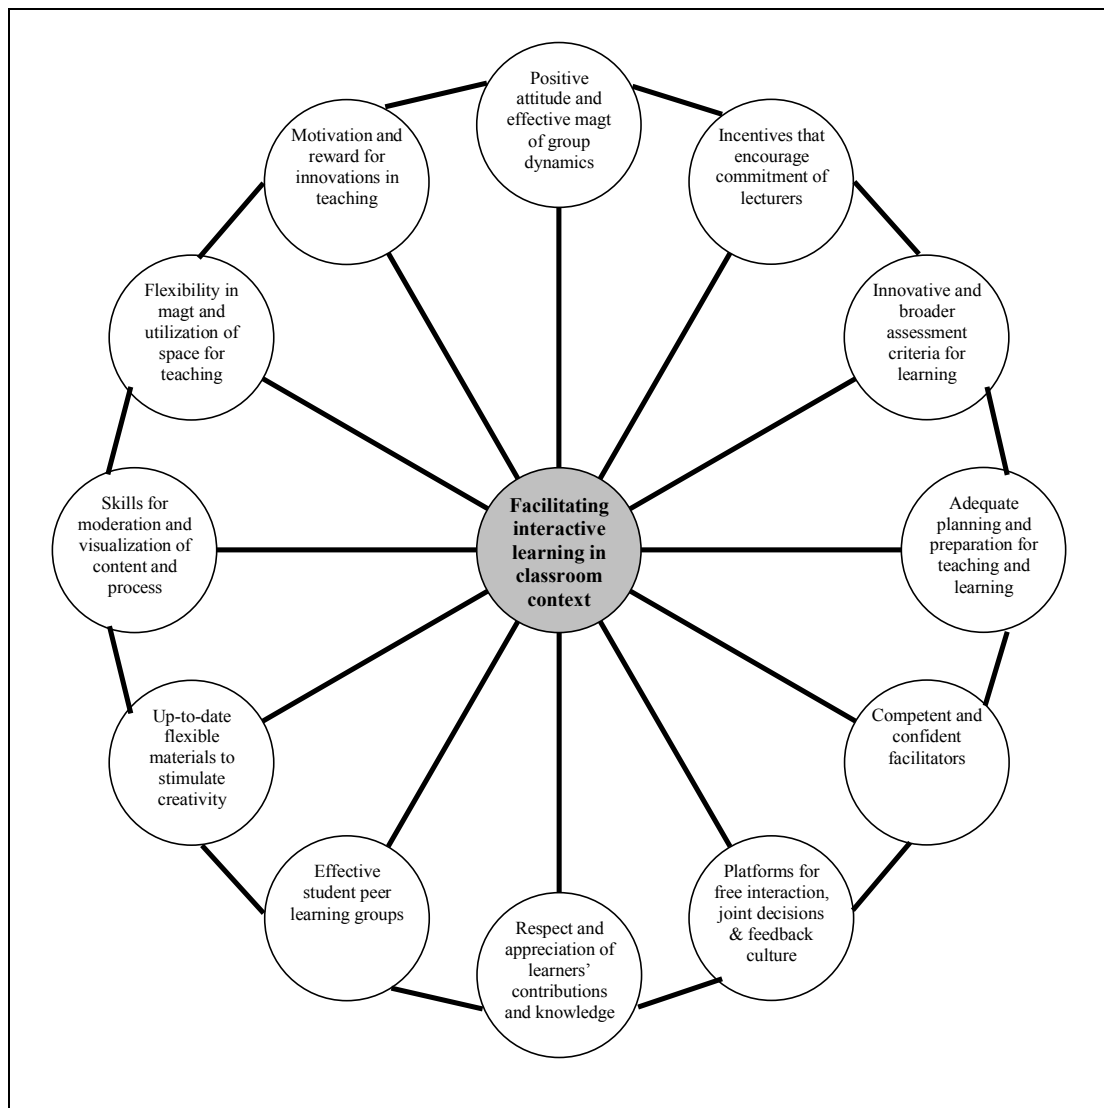 Positive
attitude and
effective magt
of group
dynamics
Incentives that
encourage
commitment of
lecturers
Innovative and
broader
assessment
criteria for
learning
Adequate
planning and
preparation for
teaching and
learning
Competent and
confident
facilitators
Platforms for
free interaction,
joint decisions
& feedback
culture
Respect and
appreciation of
learners’
contributions
and knowledge
Effective
student peer
learning groups
Up-to-date
flexible
materials to
stimulate
creativity
Skills for
moderation and
visualization of
content and
process
Flexibility in
magt and
utilization of
space for
teaching
Motivation and
reward for
innovations in
teaching
Facilitating
interactive
learning in
classroom
context